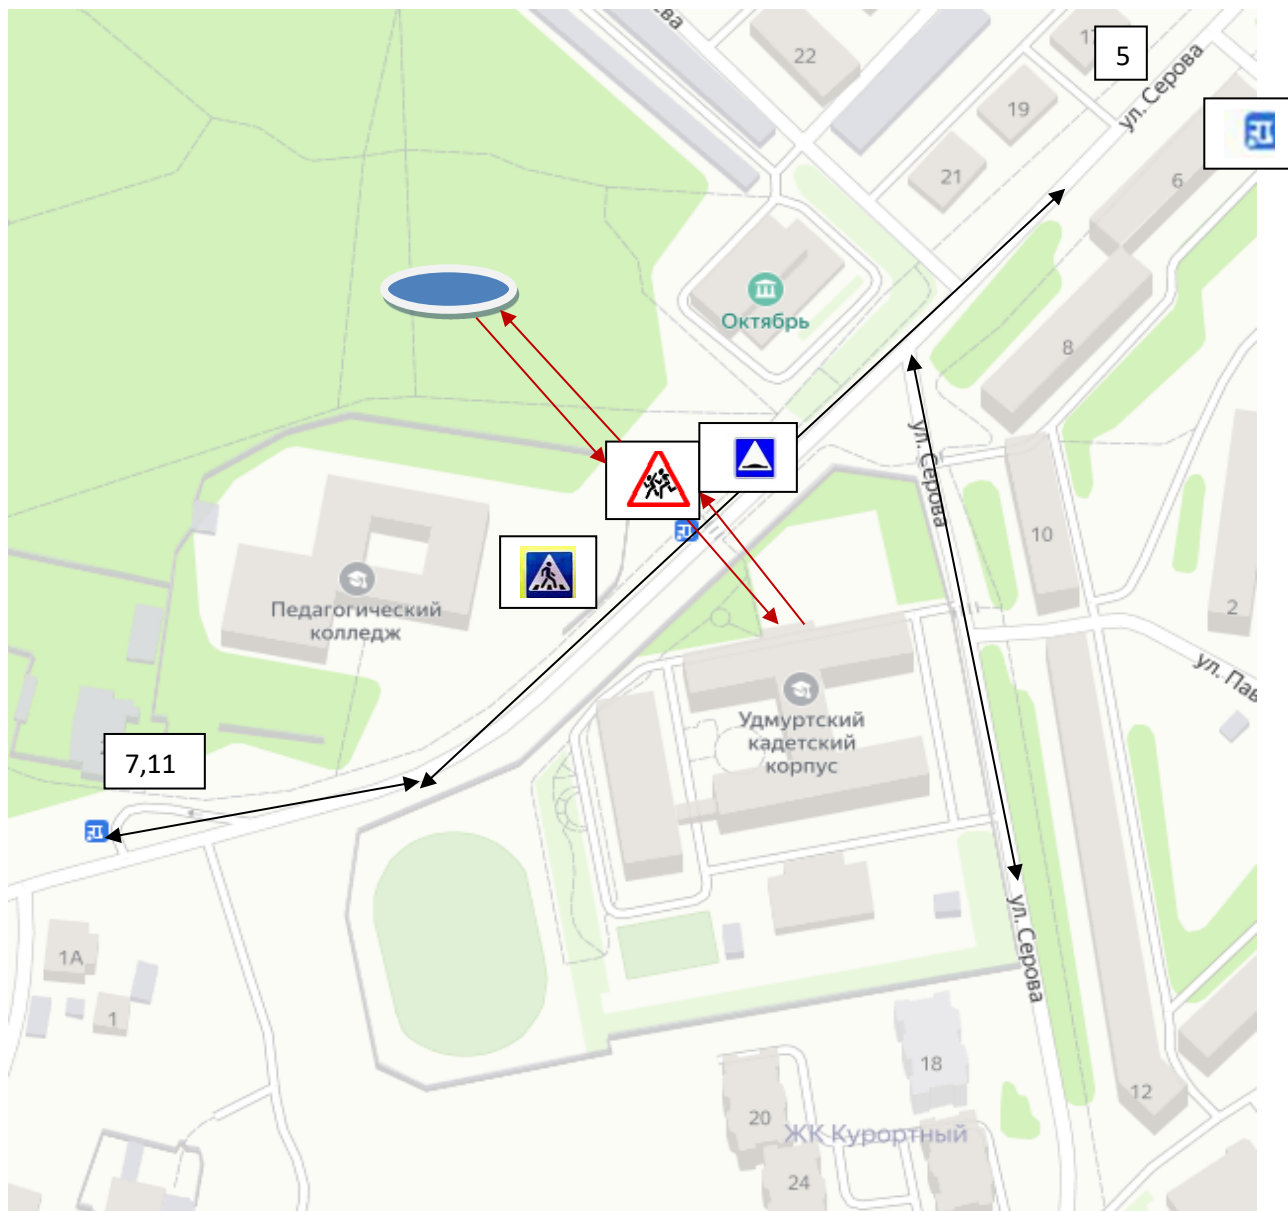 22
5
ул. Серова
19
21
6
Октябрь
8
ул. Серова
10
2
Педагогический
колледж
ул. Пав
Удмуртский
кадетский
корпус
7,11
ул. Серова
1А
1
18
12
20
ЖК Курортный
24